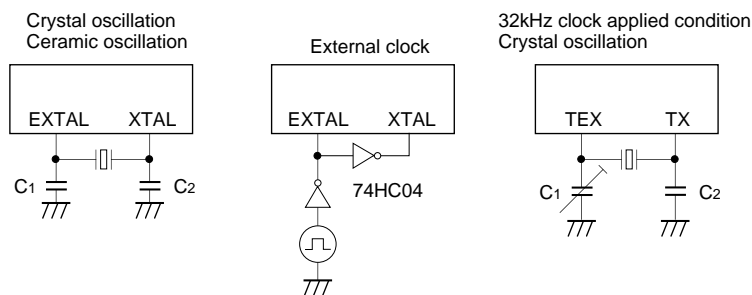 Crystal oscillation
Ceramic oscillation
EXTAL XTAL
C1 C2
External clock
EXTAL XTAL
74HC04
32kHz clock applied condition
Crystal oscillation
TEX TX
C1 C2